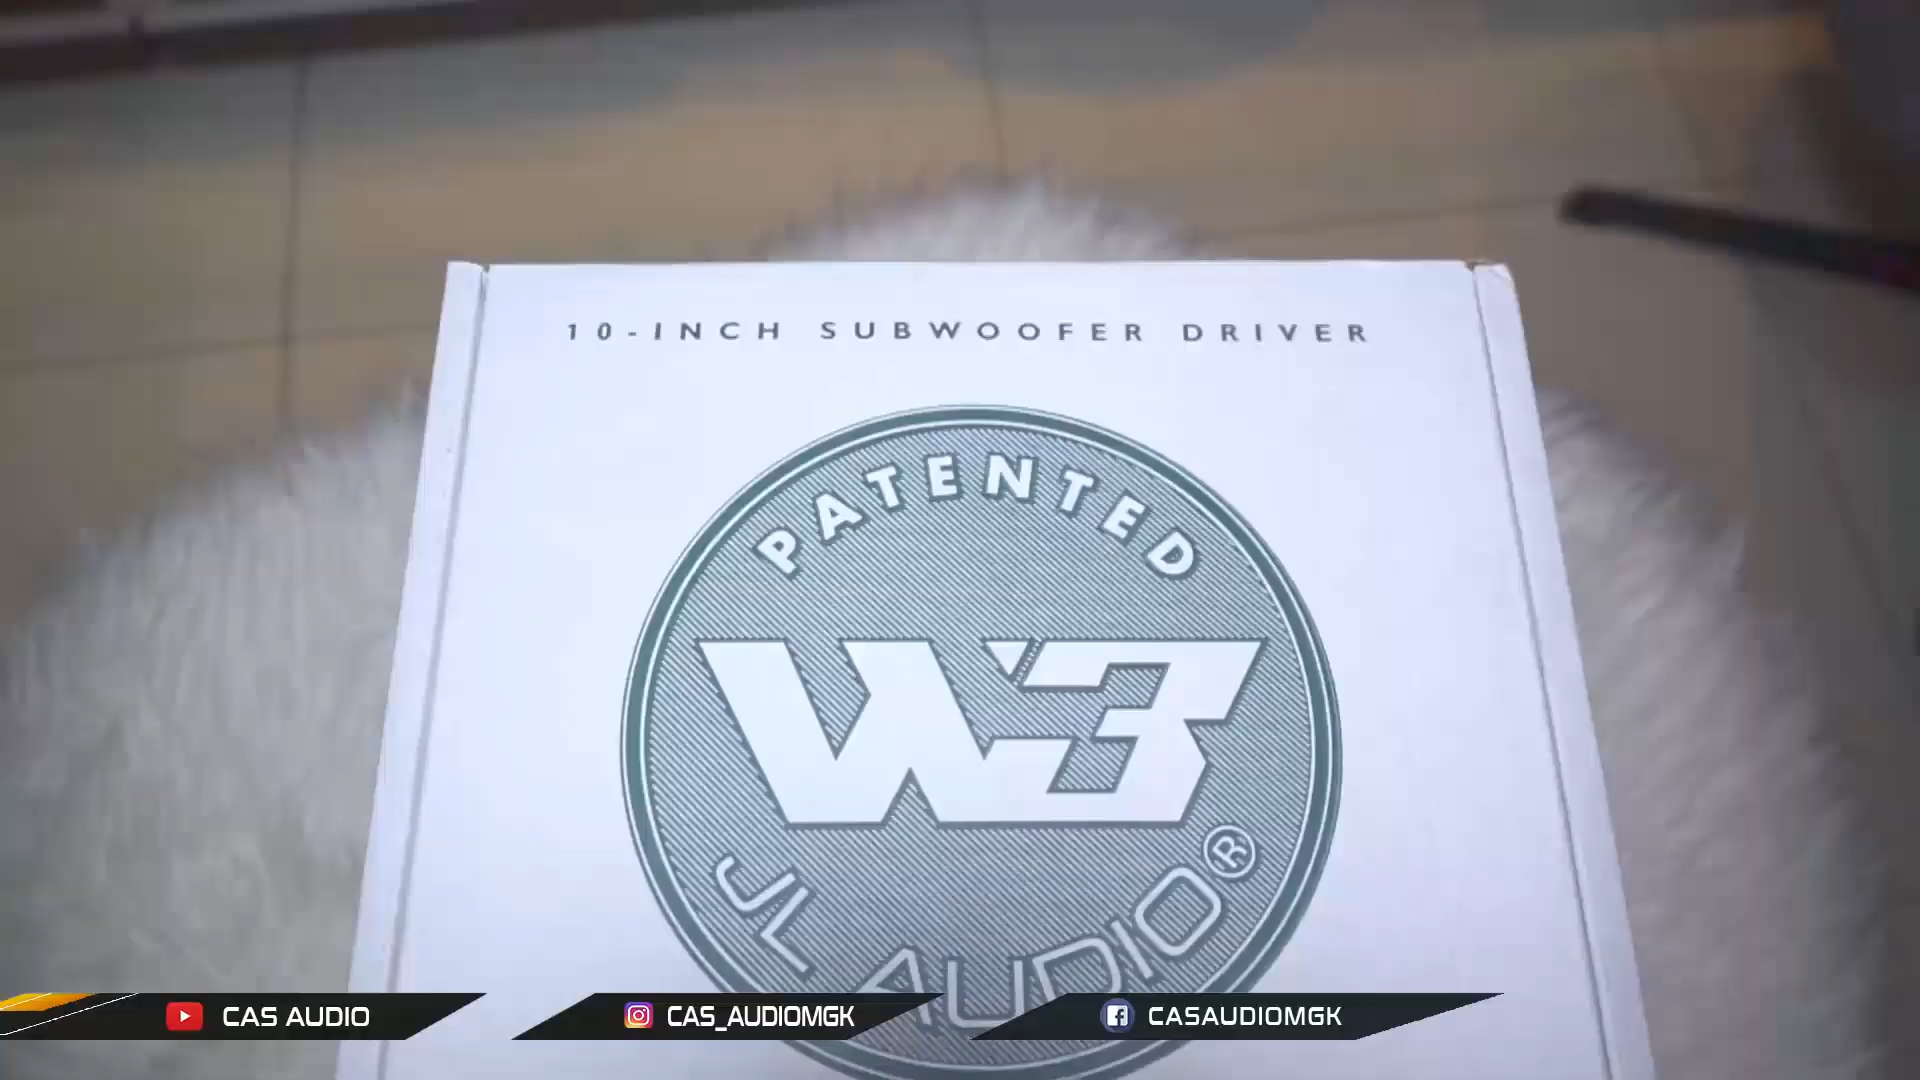 10-INCH SUBWOOFER DRIVER
PATENTED
W3
JL AUDIO®
CAS AUDIO
CAS_AUDIOMGK
CASAUDIOMGK